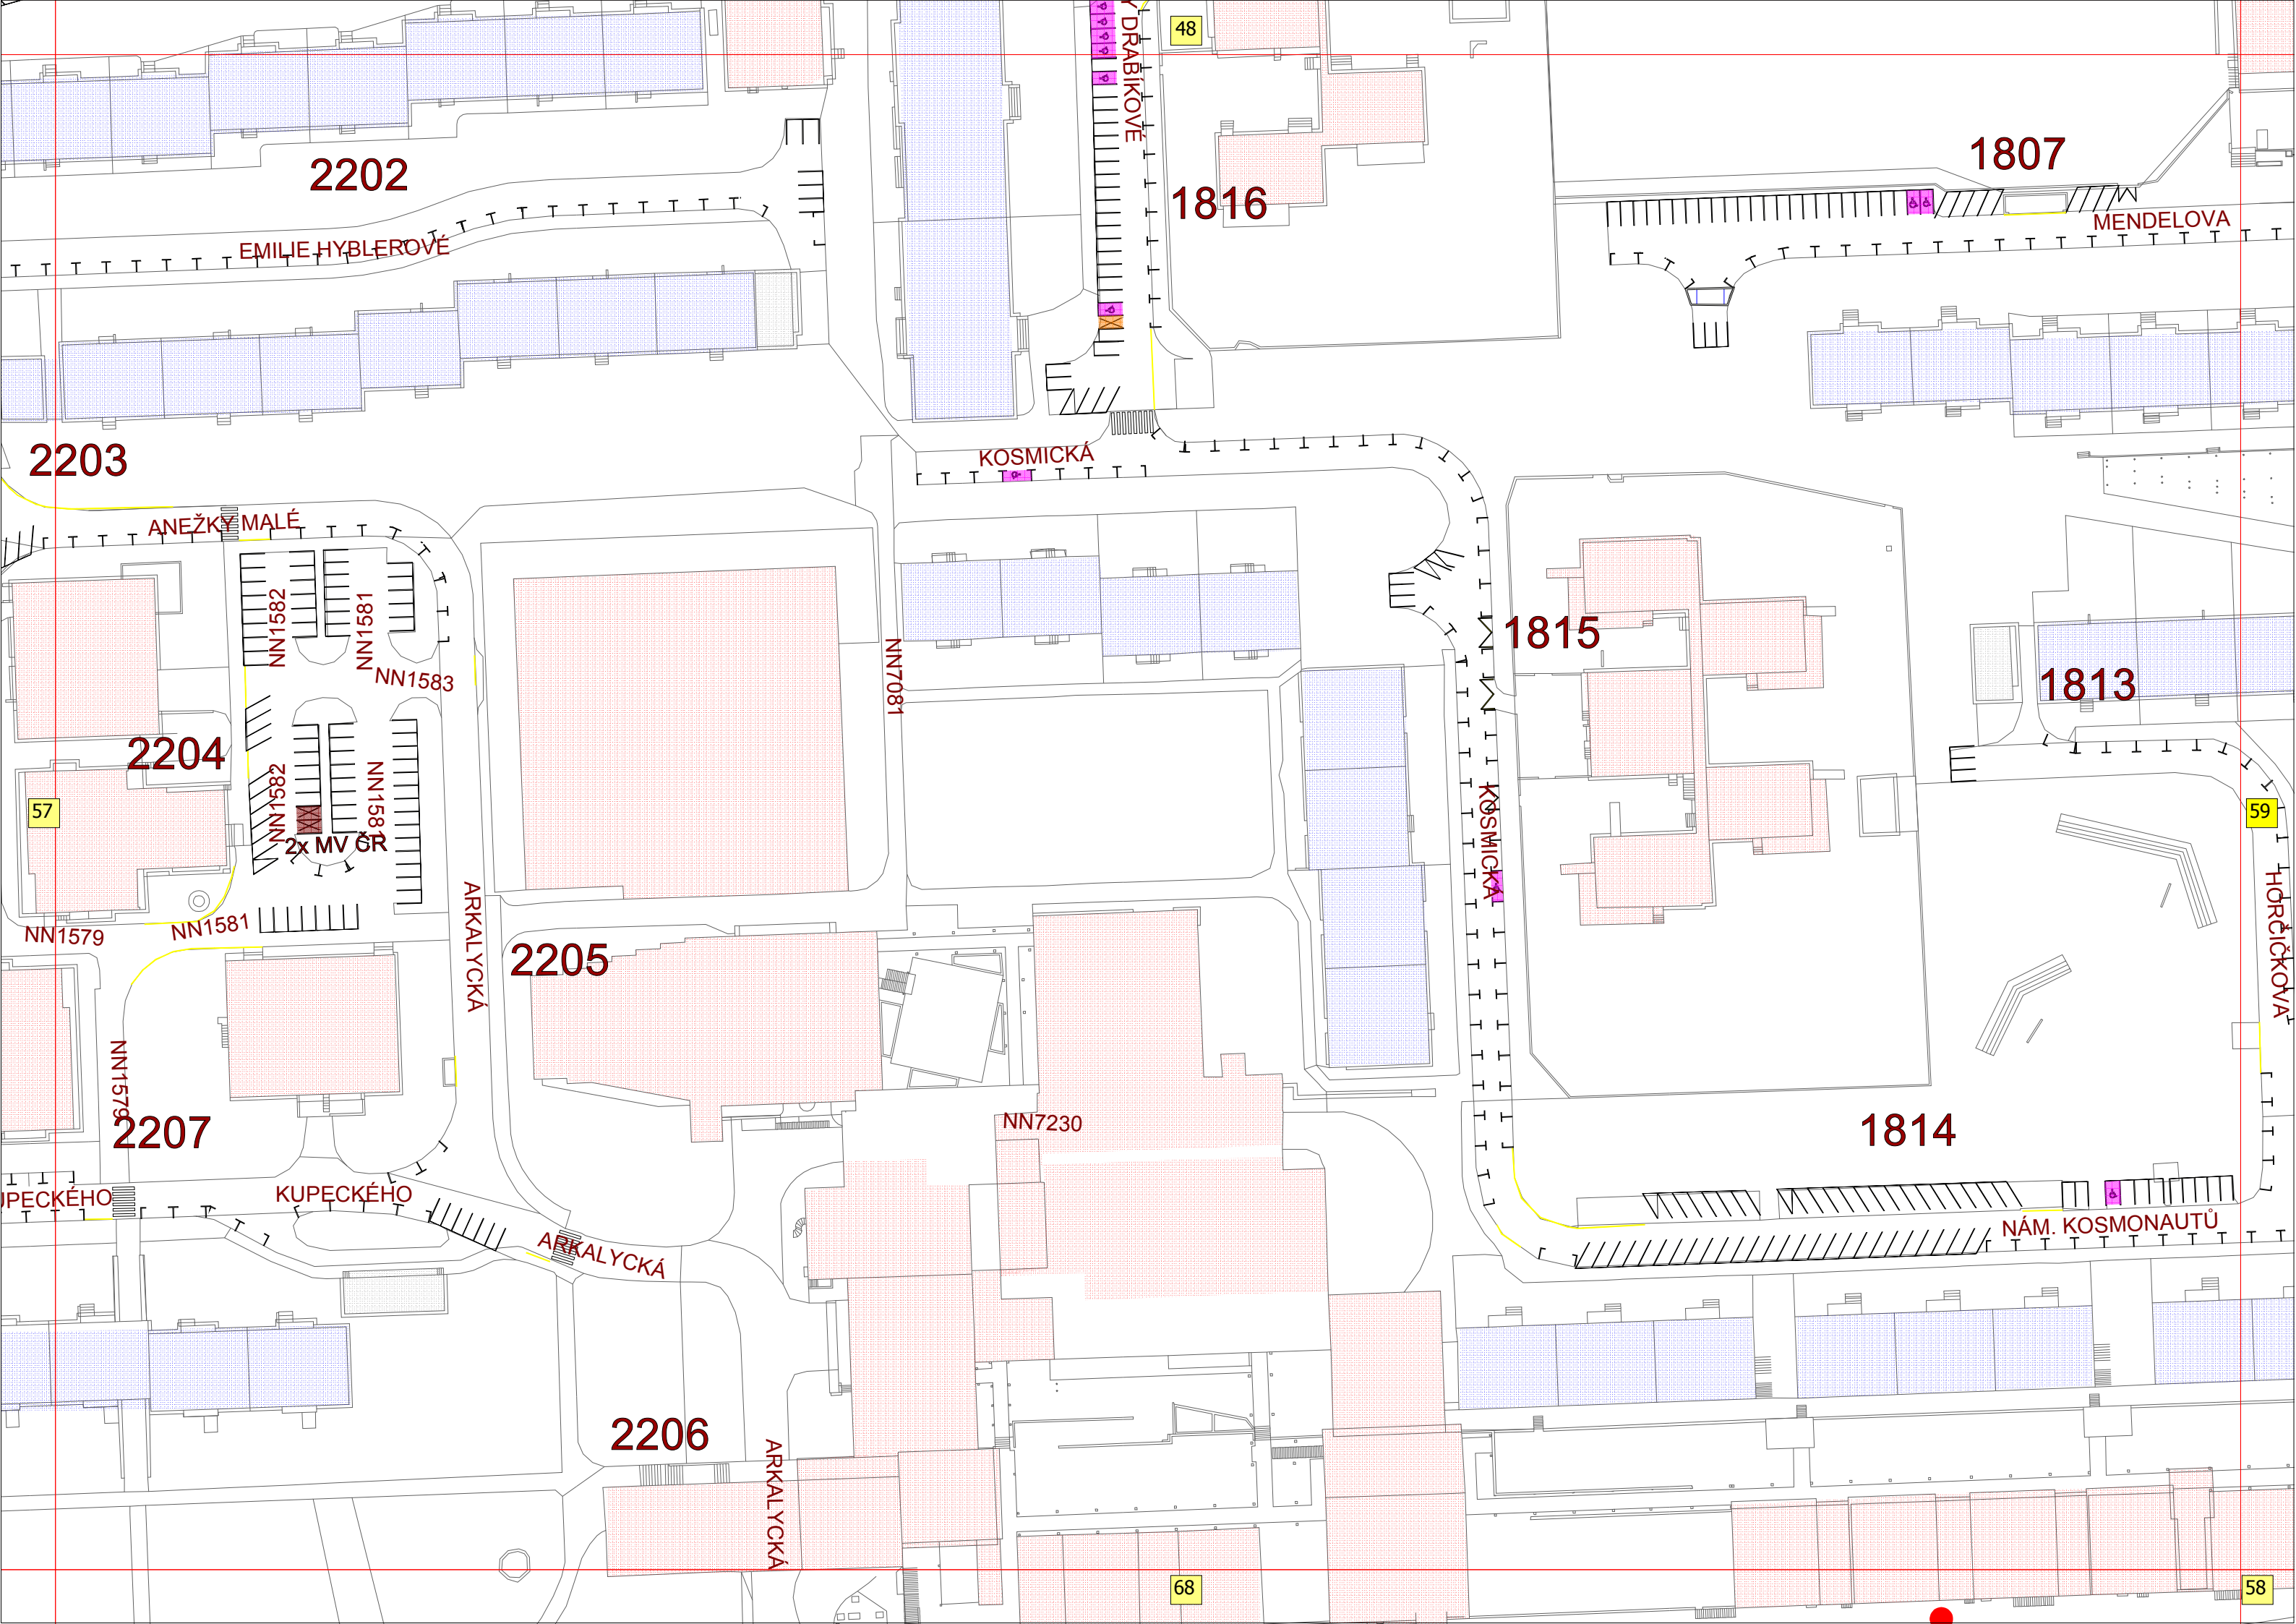 48
Y DRABÍKOVÉ
2202
1816
1807
MENDELOVA
EMILIE HYBLEROVÉ
2203
KOSMICKÁ
ANEŽKY MALÉ
NN1582
NN1581
NN1583
NN7081
1815
1813
2204
57
NN1582
NN1581
2x MV ČR
KOSMICKÁ
59
HOŘČIČKOVA
ARKALYCKÁ
NN1579
NN1581
2205
NN1579
2207
NN7230
1814
UPECKÉHO
KUPECKÉHO
ARKALYCKÁ
NÁM. KOSMONAUTŮ
2206
ARKALYCKÁ
68
58